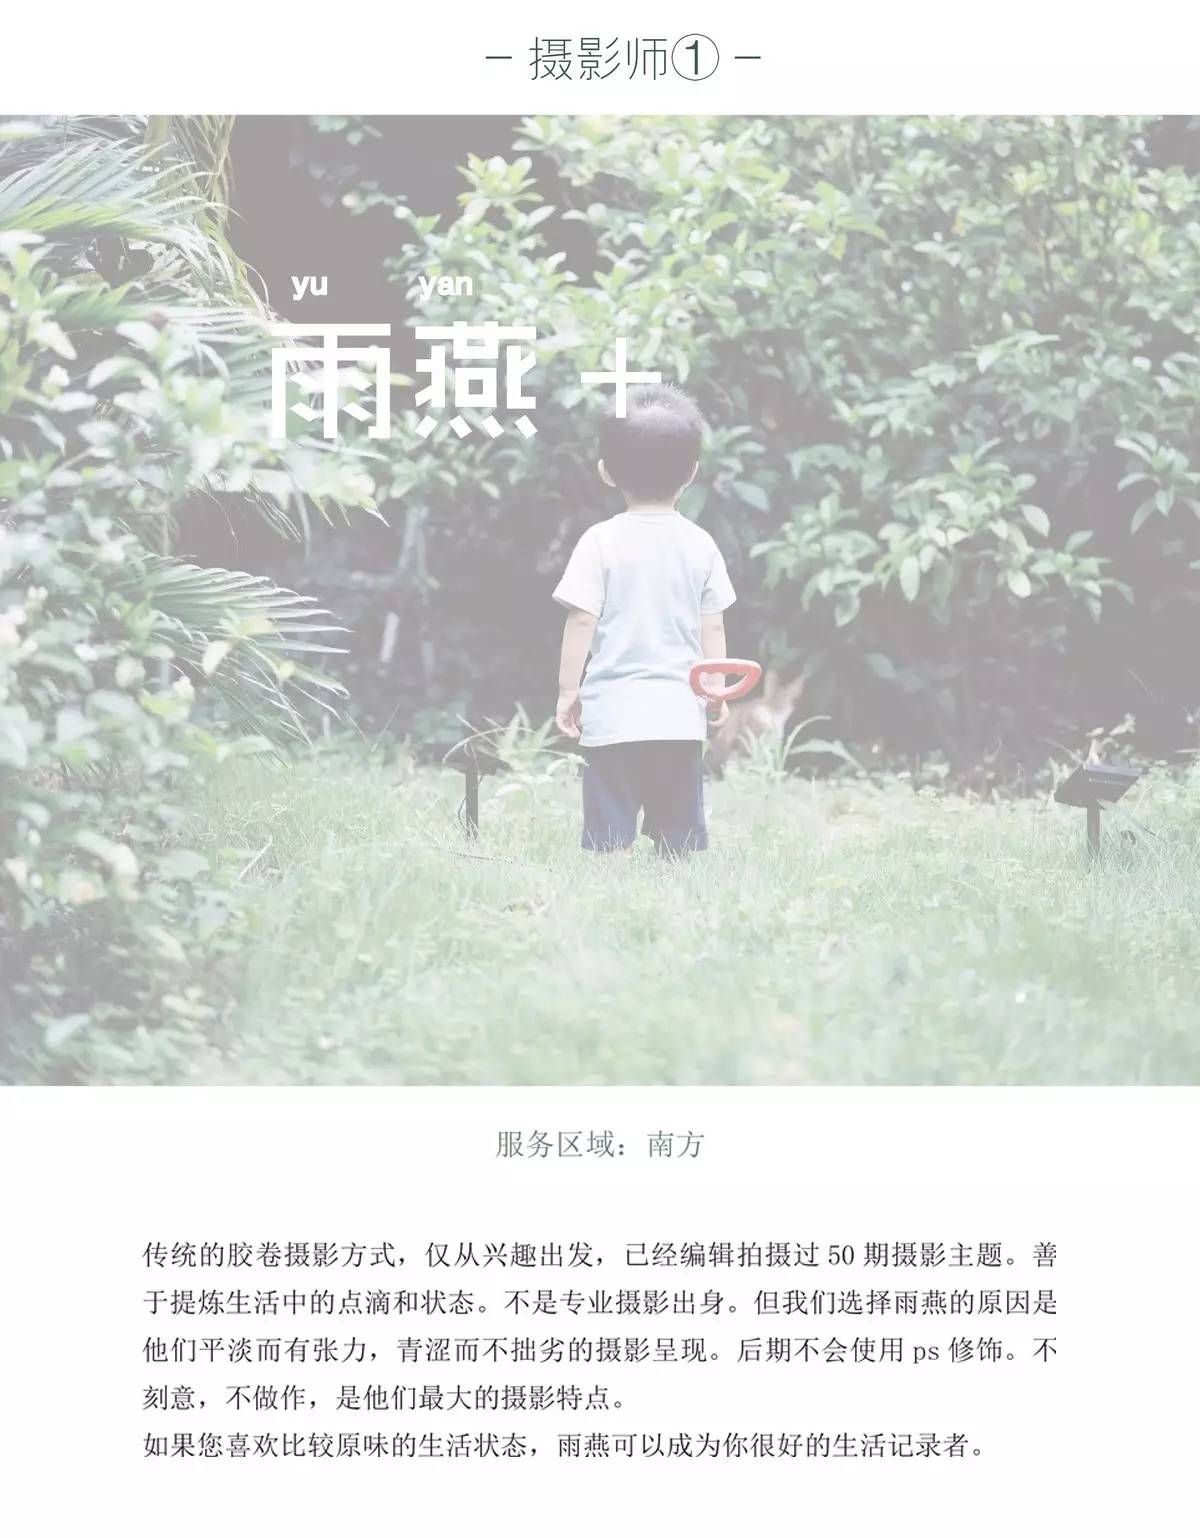 – 摄影师① –
yu yan
雨燕+
服务区域：南方
传统的胶卷摄影方式，仅从兴趣出发，已经编辑拍摄过 50 期摄影主题。善
于提炼生活中的点滴和状态。不是专业摄影出身。但我们选择雨燕的原因是
他们平淡而有张力，青涩而不拙劣的摄影呈现。后期不会使用 ps 修饰。不
刻意，不做作，是他们最大的摄影特点。
如果您喜欢比较原味的生活状态，雨燕可以成为你很好的生活记录者。